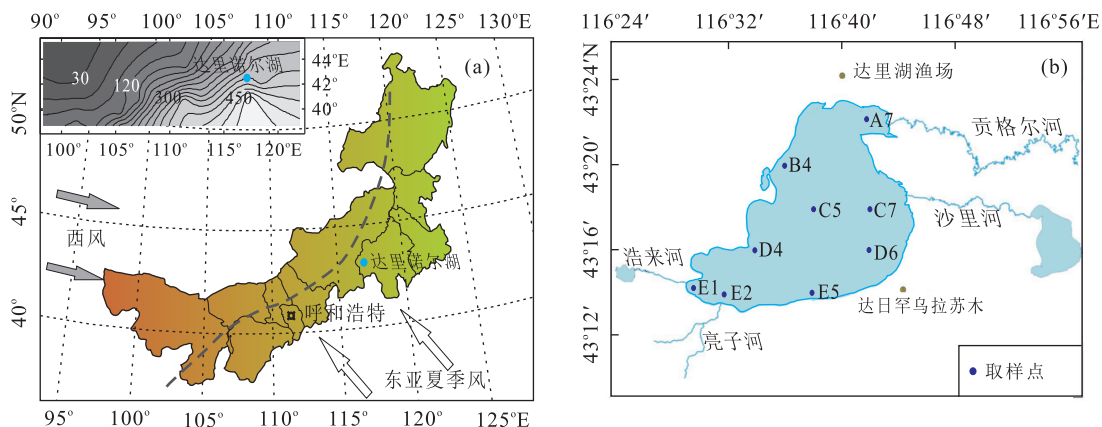 95° 100° 105° 110° 115° 120° 125°
(a)
达里诺尔湖
30
120
300
450
44°E
42°
40°
100° 105° 110° 115° 120°E
50°N
45°
40°
西风
达里诺尔湖
呼和浩特
东亚夏季风
95° 100° 105° 110° 115° 120° 125°E
116°24′ 116°32′ 116°40′ 116°48′ 116°56′E
(b)
43°24′N
43°20′
43°16′
43°12′
达里湖渔场
A7
贡格尔河
B4
C5
C7
沙里河
D4
D6
浩来河
E1
E2
E5
达日罕乌拉苏木
亮子河
取样点